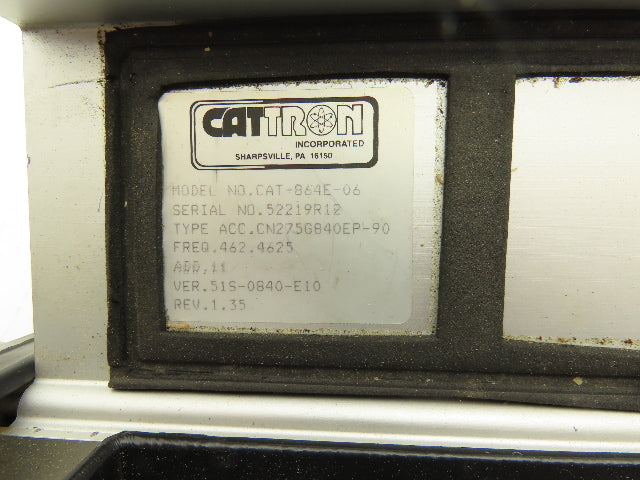 CATTRON
INCORPORATED
SHARPSVILLE, PA 16150
MODEL NO.CAT-864E-06
SERIAL NO.52219R12
TYPE ACC.CN275G840EP-90
FREQ.462.4625
ADD.11
VER.51S-0840-E10
REV.1.35